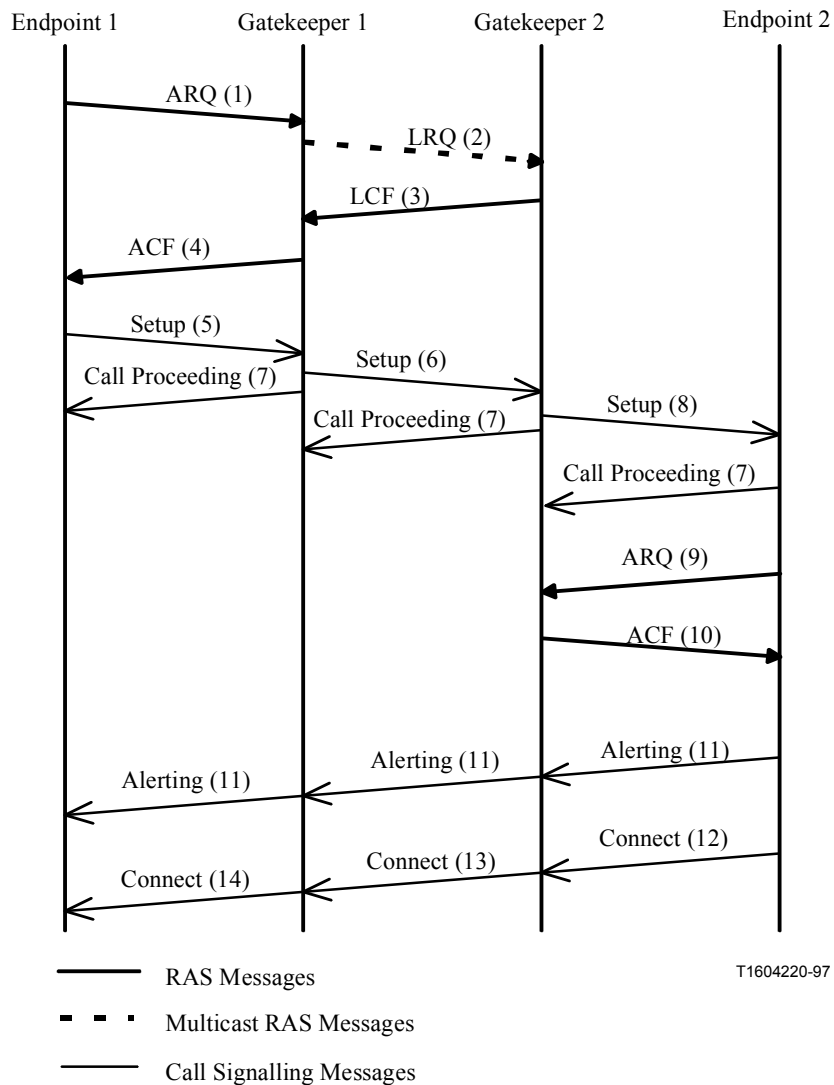 Endpoint 1 Gatekeeper 1 Gatekeeper 2 Endpoint 2
ARQ (1)
LRQ (2)
LCF (3)
ACF (4)
Setup (5)
Setup (6)
Call Proceeding (7)
Setup (8)
Call Proceeding (7)
Call Proceeding (7)
ARQ (9)
ACF (10)
Alerting (11)
Alerting (11)
Alerting (11)
Connect (12)
Connect (13)
Connect (14)
RAS Messages
T1604220-97
Multicast RAS Messages
Call Signalling Messages